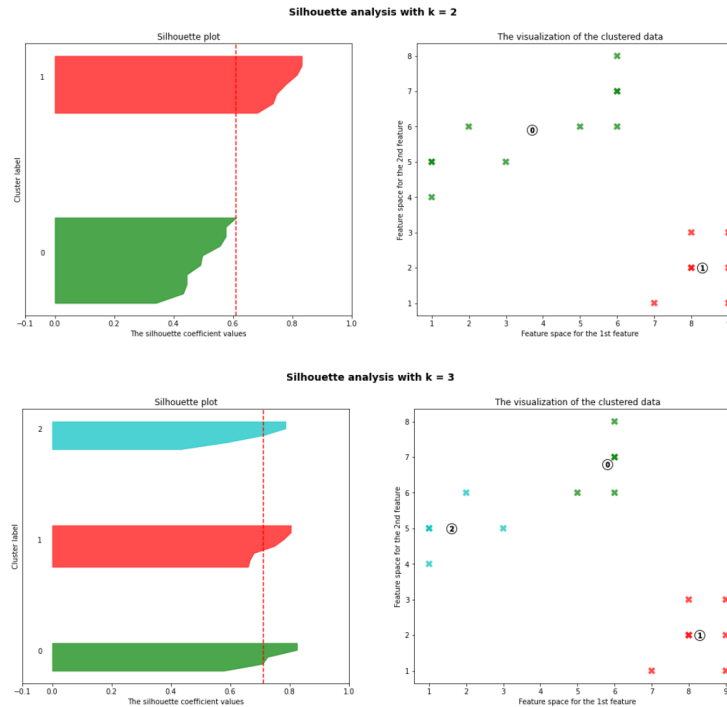 Silhouette analysis with k = 2
Silhouette plot
Cluster label
1
0
−0.1 0.0 0.2 0.4 0.6 0.8 1.0
The silhouette coefficient values
The visualization of the clustered data
Feature space for the 2nd feature
8
7
6
5
4
3
2
1
0
1
1 2 3 4 5 6 7 8 9
Feature space for the 1st feature
Silhouette analysis with k = 3
Silhouette plot
Cluster label
2
1
0
−0.1 0.0 0.2 0.4 0.6 0.8 1.0
The silhouette coefficient values
The visualization of the clustered data
Feature space for the 2nd feature
8
7
6
5
4
3
2
1
0
2
1
1 2 3 4 5 6 7 8 9
Feature space for the 1st feature